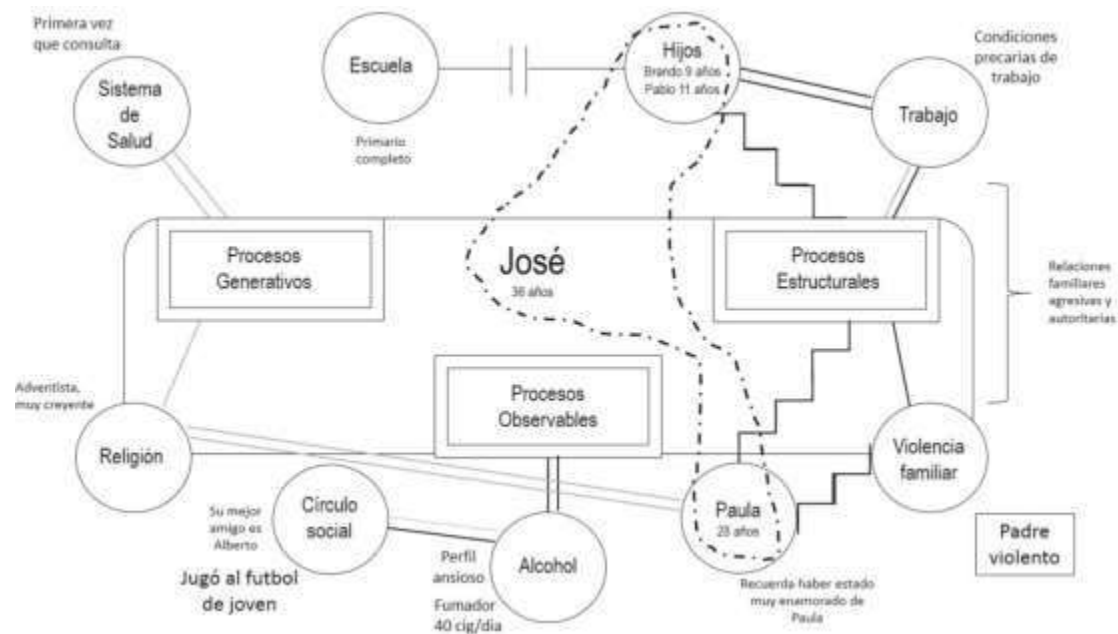 Primera vez
que consulta
Sistema
de
Salud
Escuela
Primario
completo
Hijos
Brando 9 años
Pablo 11 años
Condiciones
precarias de
trabajo
Trabajo
Procesos
Generativos
José
36 años
Procesos
Estructurales
Relaciones
familiares
agresivas y
autoritarias
Procesos
Observables
Adventista,
muy creyente
Religión
Círculo
social
Su mejor
amigo es
Alberto
Jugó al futbol
de joven
Perfil
ansioso
Fumador
40 cig/dia
Alcohol
Paula
28 años
Recuerda haber estado
muy enamorado de
Paula
Violencia
familiar
Padre
violento